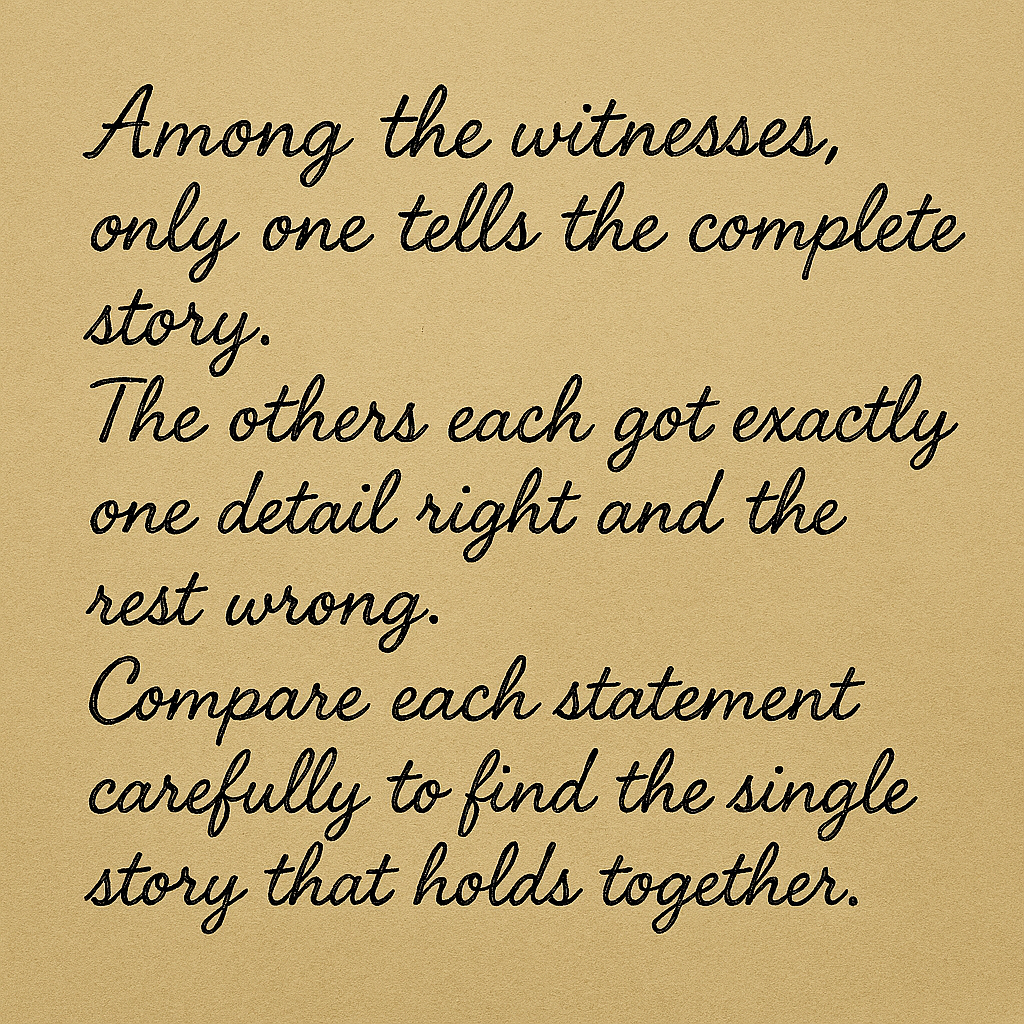 Among the witnesses,
only one tells the complete
story.
The others each got exactly
one detail right and the
rest wrong.
Compare each statement
carefully to find the single
story that holds together.